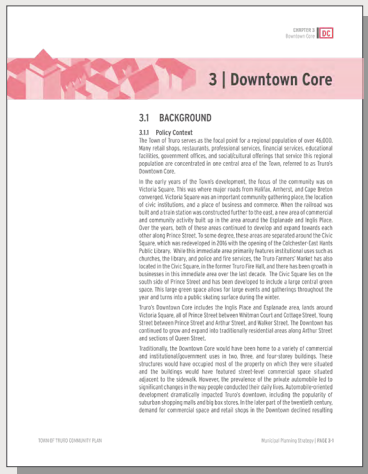 CHAPTER 3
Downtown Core
DC
3 | Downtown Core
3.1 BACKGROUND
3.1.1 Policy Context
The Town of Truro serves as the focal point for a regional population of over 46,000.
Many retail shops, restaurants, professional services, financial services, educational
facilities, government offices, and social/cultural offerings that service this regional
population are concentrated in one central area of the Town, referred to as Truro's
Downtown Core.
In the early years of the Town's development, the focus of the community was on
Victoria Square. This was where major roads from Halifax, Amherst, and Cape Breton
converged. Victoria Square was an important community gathering place, the location
of civic institutions, and a place of business and commerce. When the railroad was
built and a train station was constructed further to the east, a new area of commercial
and community activity built up in the area around the Esplanade and Inglis Place.
Over the years, both of these areas continued to develop and expand towards each
other along Prince Street. To some degree, these areas are separated around the Civic
Square, which was redeveloped in 2016 with the opening of the Colchester-East Hants
Public Library. While this immediate area primarily features institutional uses such as
churches, the library, and police and fire services, the Truro Farmers' Market has also
located in the Civic Square, in the former Truro Fire Hall, and there has been growth in
businesses in this immediate area over the last decade. The Civic Square lies on the
south side of Prince Street and has been developed to include a large central green
space. This large green space allows for large events and gatherings throughout the
year and turns into a public skating surface during the winter.
Truro's Downtown Core includes the Inglis Place and Esplanade area, lands around
Victoria Square, all of Prince Street between Willow Court and Cottage Street, Young
Street between Prince Street and Arthur Street, and Walker Street. The Downtown has
continued to grow and expand into traditionally residential areas along Arthur Street
and sections of Queen Street.
Traditionally, the Downtown Core would have been home to a variety of commercial
and institutional/government uses in two, three, and four-storey buildings. These
structures would have occupied most of the property on which they were situated
and the buildings would have featured street-level commercial space situated
adjacent to the sidewalk. However, the prevalence of the private automobile led to
significant changes in the way people conducted their daily lives. Automobile-oriented
development dramatically impacted Truro's downtown, including the popularity of
suburban shopping malls and big box stores. In the later part of the twentieth century,
demand for commercial space and retail shops in the Downtown declined resulting
TOWN OF TRURO COMMUNITY PLAN
Municipal Planning Strategy | PAGE 3-1